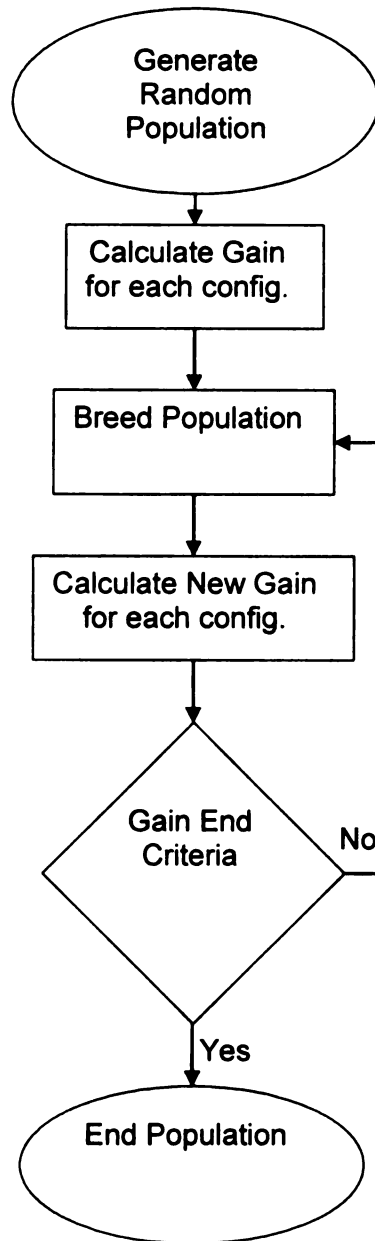 Generate
Random
Population
Calculate Gain
for each config.
Breed Population
Calculate New Gain
for each config.
Gain End
Criteria
No
Yes
End Population